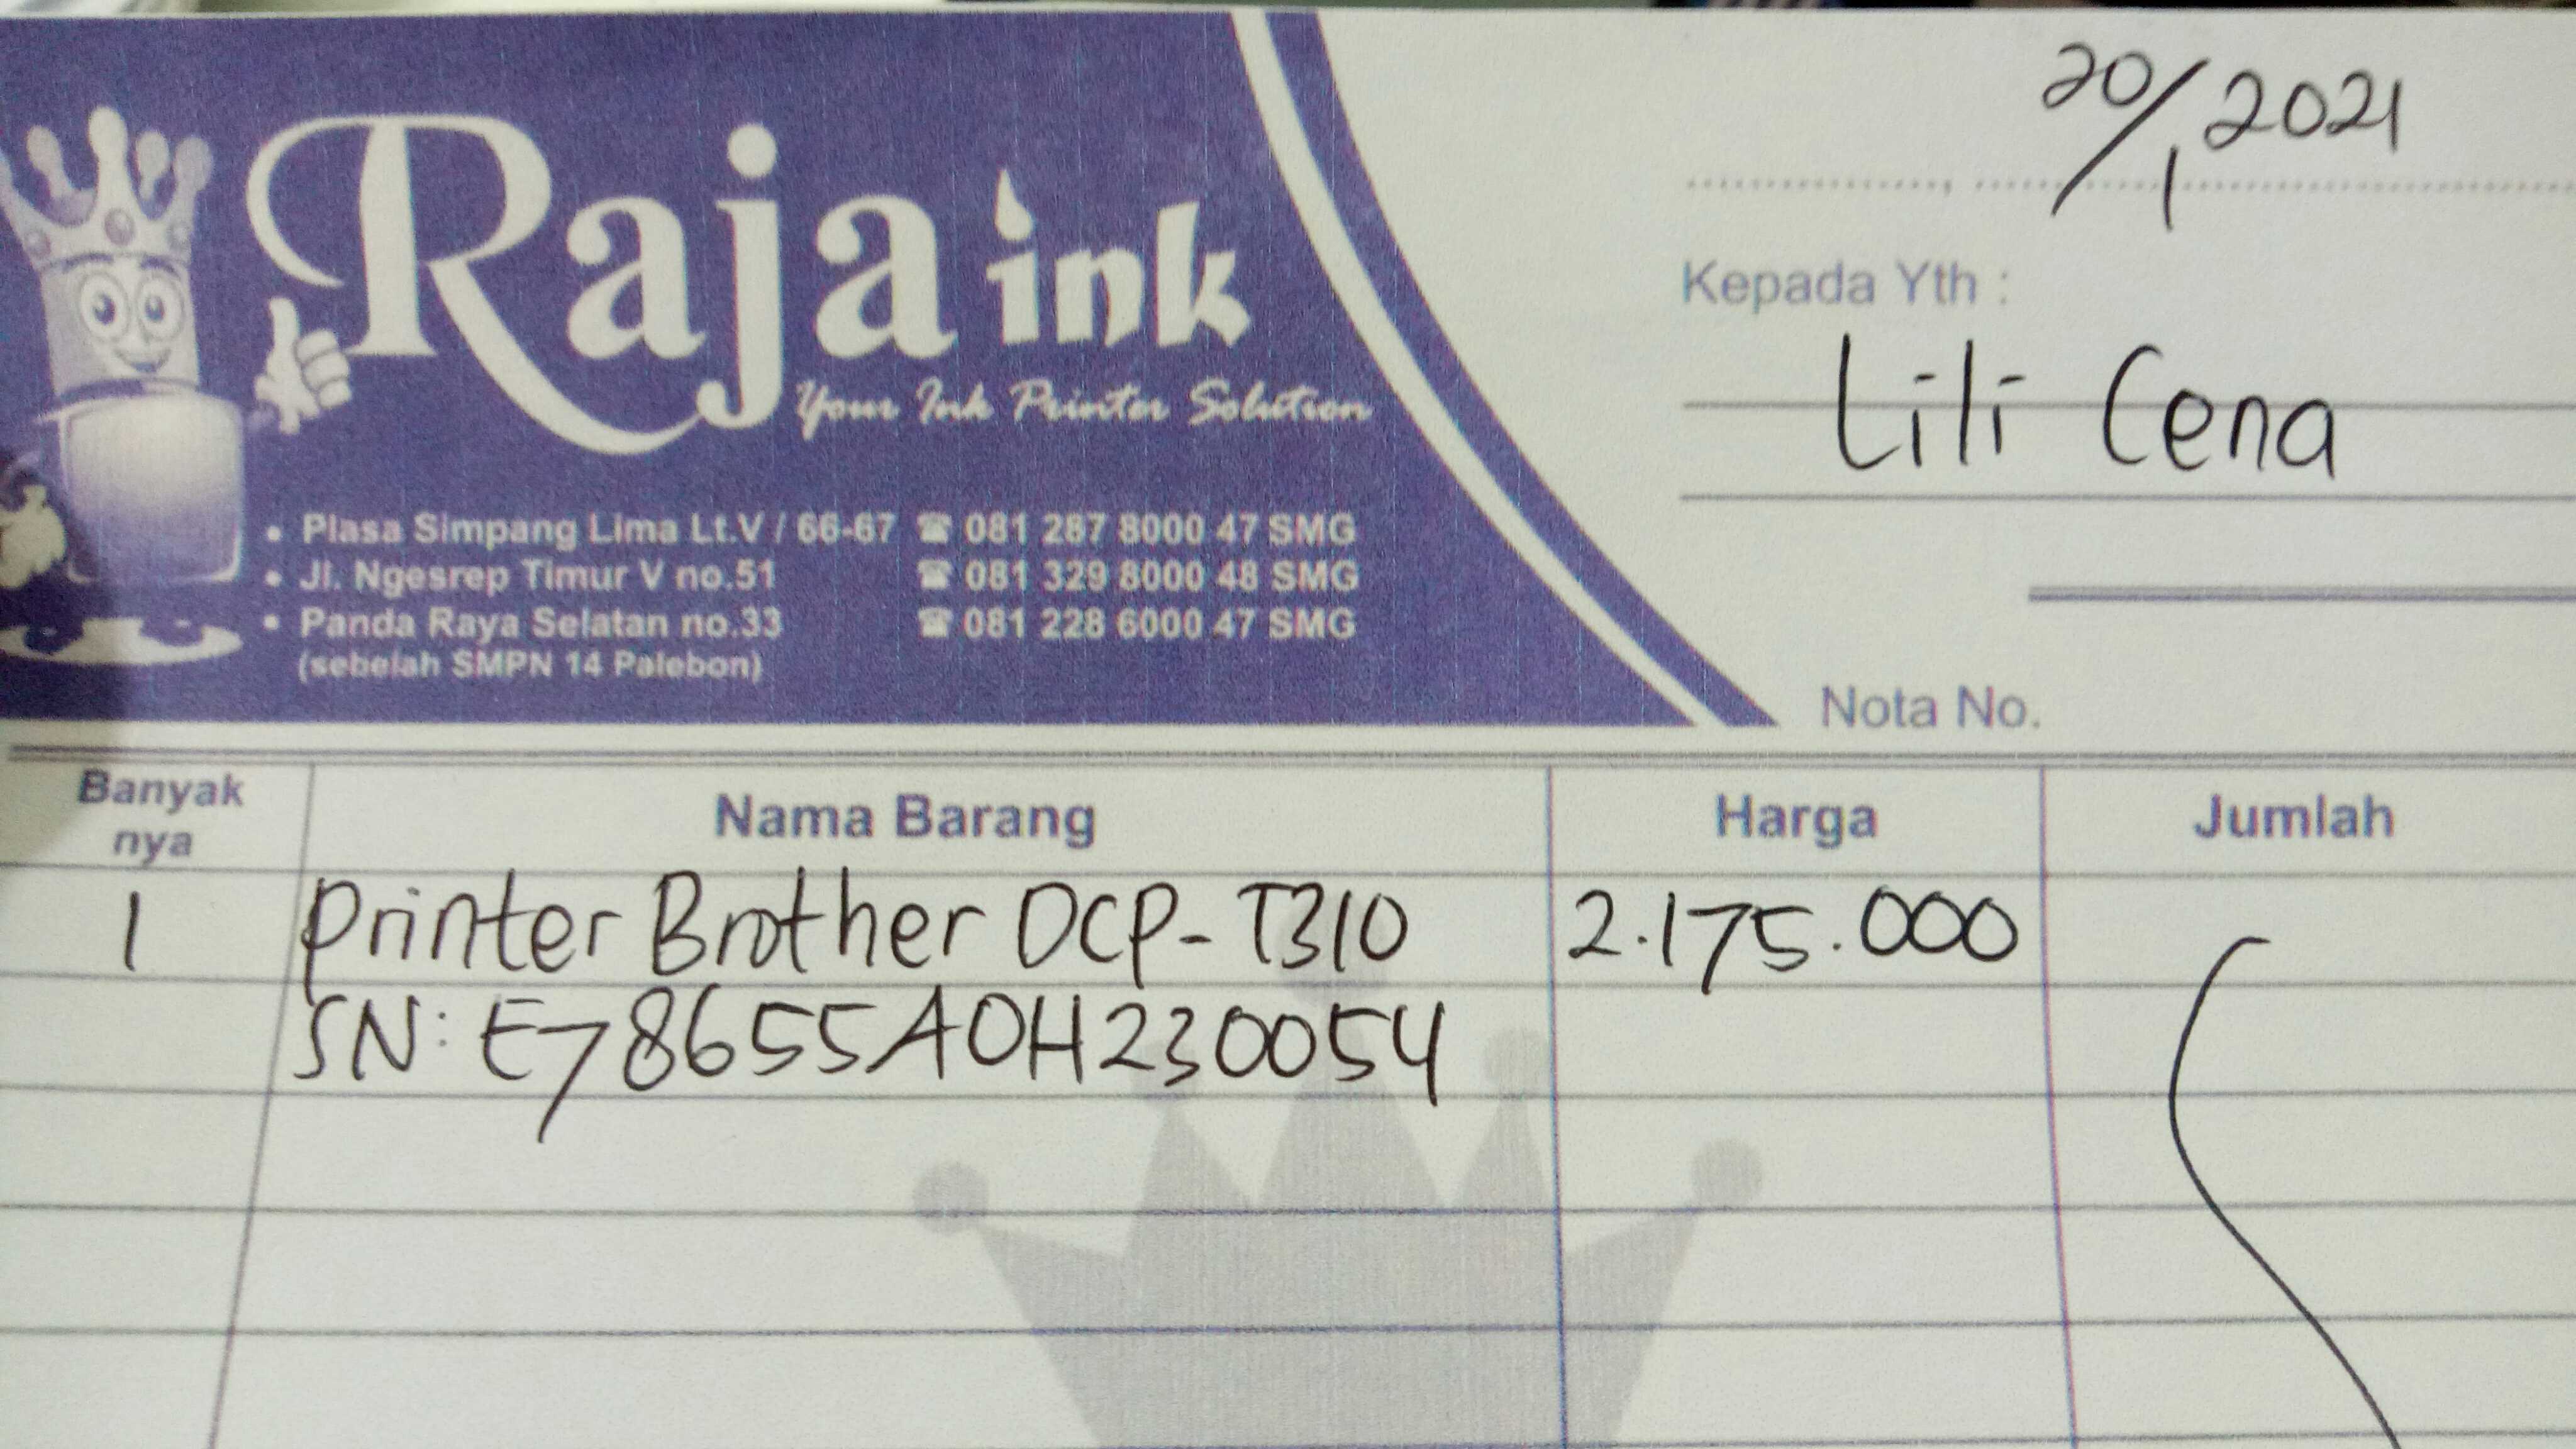 Raja ink
Your Ink Printer Solution
• Plasa Simpang Lima Lt.V / 66-67 ☎ 081 287 8000 47 SMG
• Jl. Ngesrep Timur V no.51 ☎ 081 329 8000 48 SMG
• Panda Raya Selatan no.33 ☎ 081 228 6000 47 SMG
(sebelah SMPN 14 Palebon)
20/1 2021
Kepada Yth :
Lili Cena
Nota No.
Banyak nya Nama Barang Harga Jumlah
1 Printer Brother DCP-T310 2.175.000
SN: E78655A0H230054